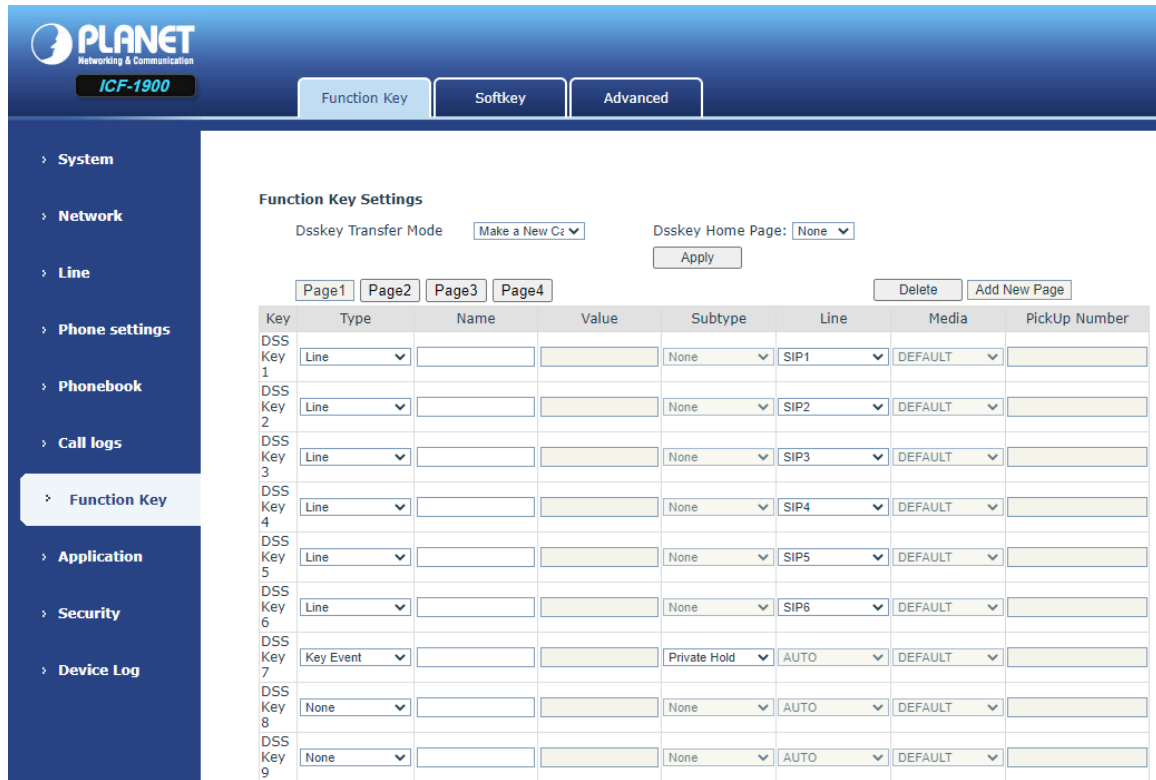 PLANET
Networking & Communication
ICF-1900
Function Key Softkey Advanced
System
Network
Line
Phone settings
Phonebook
Call logs
Function Key
Application
Security
Device Log
Function Key Settings
Dsskey Transfer Mode Make a New Ca Dsskey Home Page: None
Apply
Page1 Page2 Page3 Page4 Delete Add New Page
Key Type Name Value Subtype Line Media PickUp Number
DSS Key 1 Line None SIP1 DEFAULT
DSS Key 2 Line None SIP2 DEFAULT
DSS Key 3 Line None SIP3 DEFAULT
DSS Key 4 Line None SIP4 DEFAULT
DSS Key 5 Line None SIP5 DEFAULT
DSS Key 6 Line None SIP6 DEFAULT
DSS Key 7 Key Event Private Hold AUTO DEFAULT
DSS Key 8 None None AUTO DEFAULT
DSS Key 9 None None AUTO DEFAULT